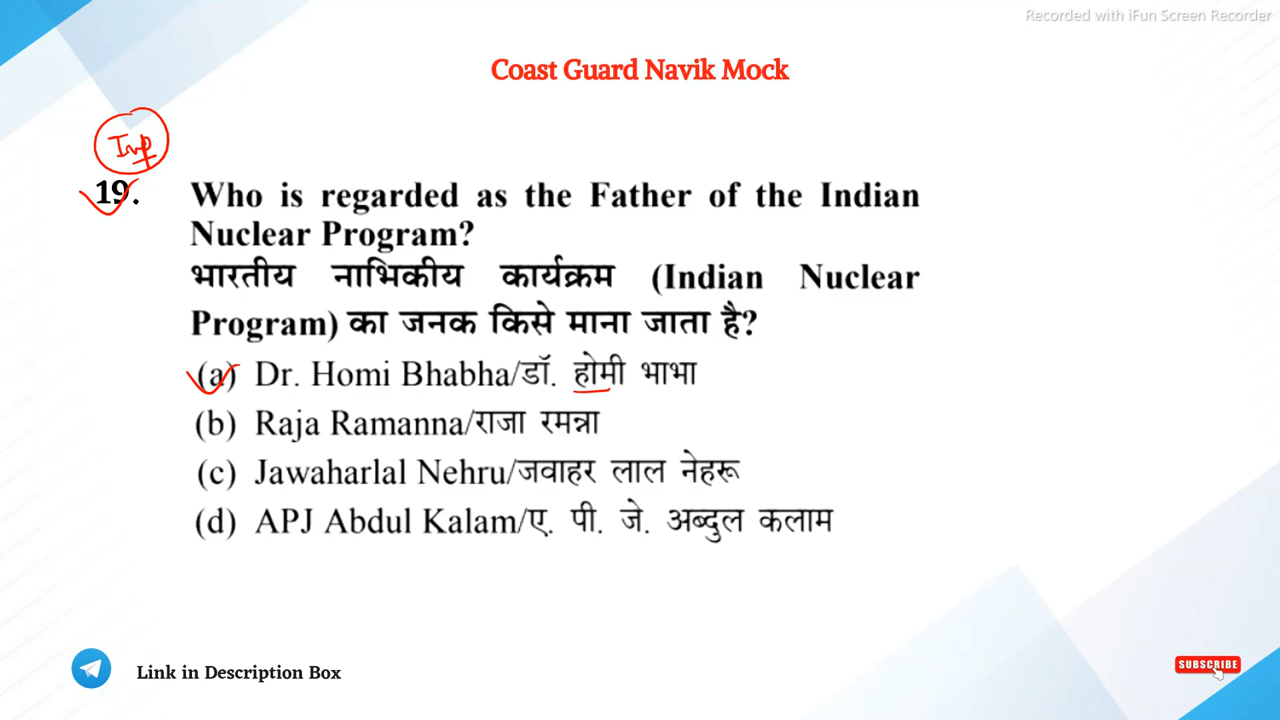 Recorded with iFun Screen Recorder
Coast Guard Navik Mock
Imp
19. Who is regarded as the Father of the Indian
Nuclear Program?
भारतीय नाभिकीय कार्यक्रम (Indian Nuclear
Program) का जनक किसे माना जाता है?
(a) Dr. Homi Bhabha/डॉ. होमी भाभा
(b) Raja Ramanna/राजा रमन्ना
(c) Jawaharlal Nehru/जवाहर लाल नेहरू
(d) APJ Abdul Kalam/ए. पी. जे. अब्दुल कलाम
Link in Description Box
SUBSCRIBE